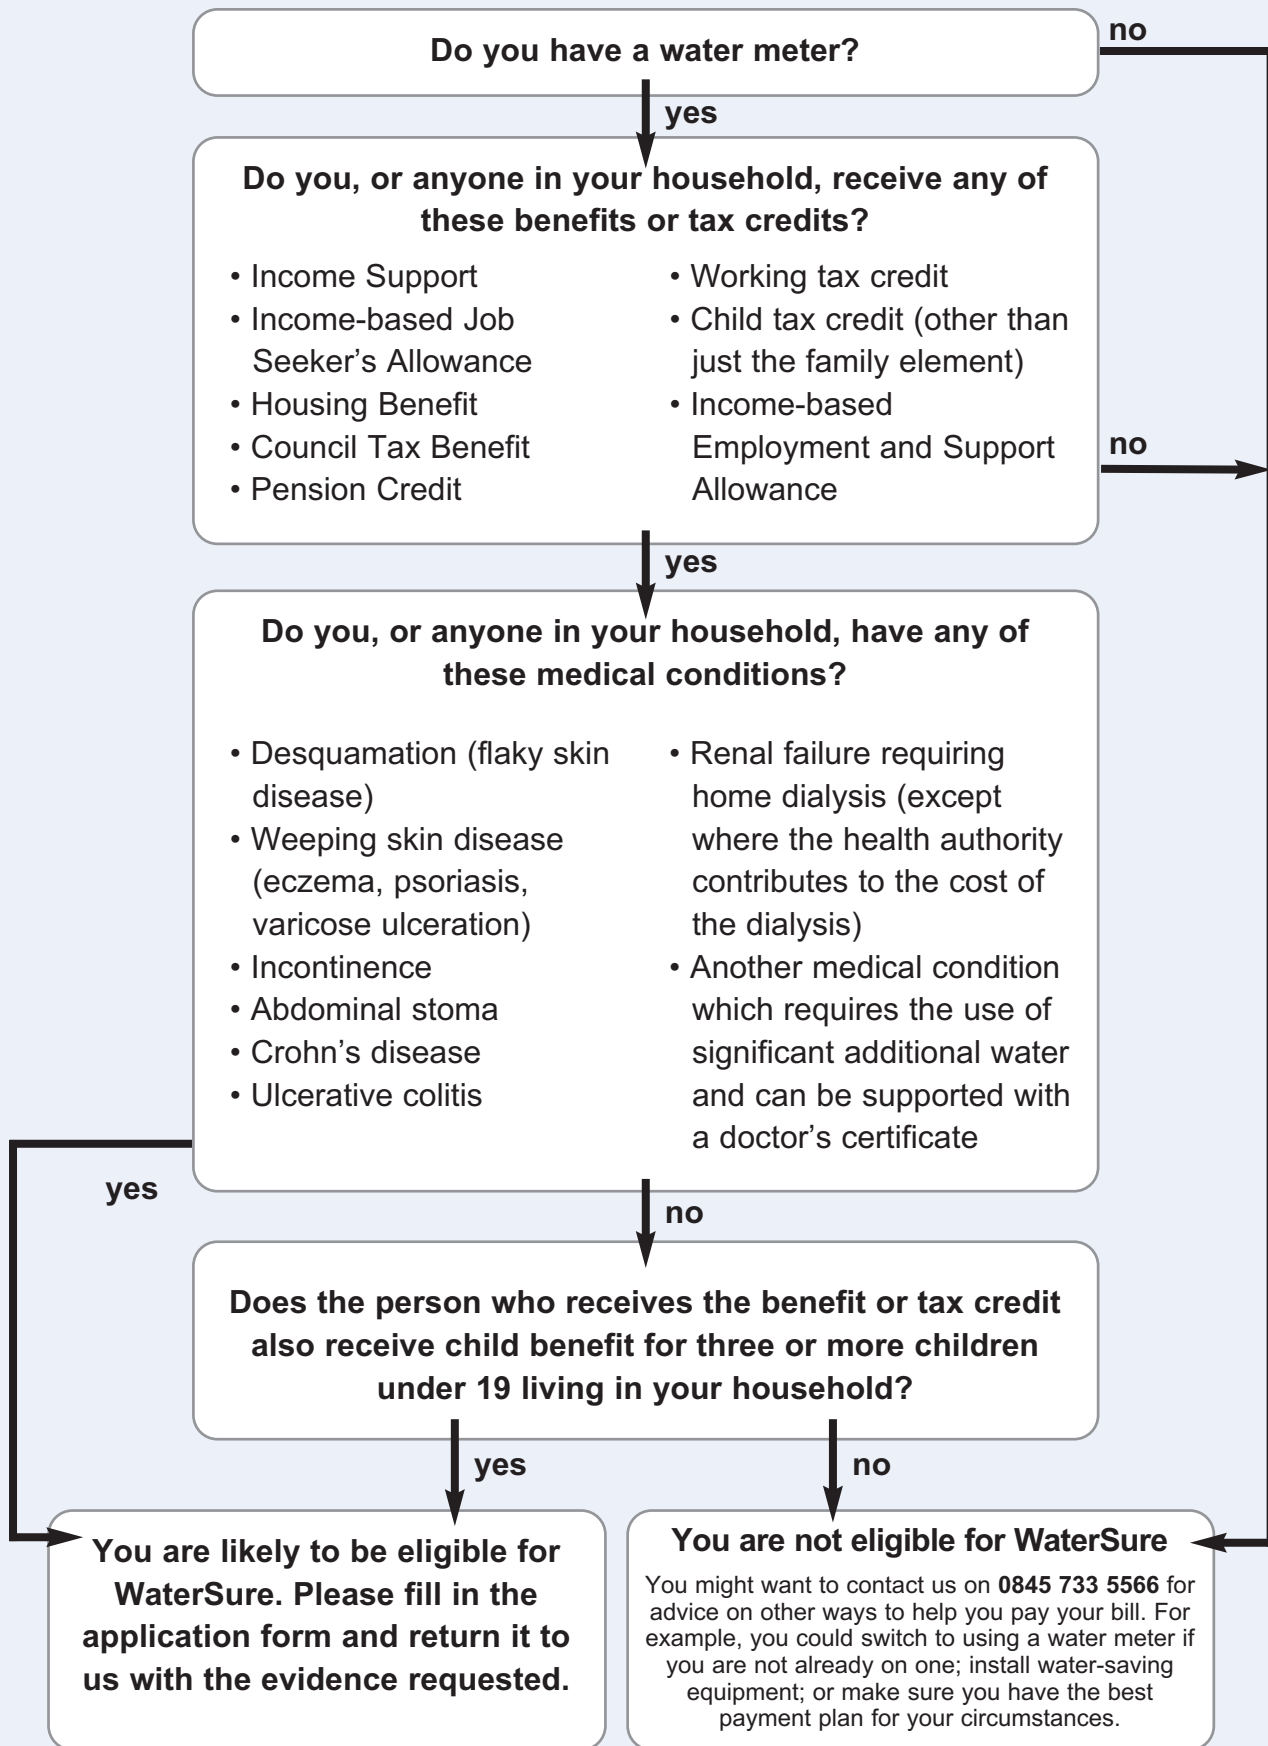 Do you have a water meter?
no
yes
Do you, or anyone in your household, receive any of
these benefits or tax credits?
• Income Support
• Income-based Job
Seeker’s Allowance
• Housing Benefit
• Council Tax Benefit
• Pension Credit
• Working tax credit
• Child tax credit (other than
just the family element)
• Income-based
Employment and Support
Allowance
no
yes
Do you, or anyone in your household, have any of
these medical conditions?
• Desquamation (flaky skin
disease)
• Weeping skin disease
(eczema, psoriasis,
varicose ulceration)
• Incontinence
• Abdominal stoma
• Crohn’s disease
• Ulcerative colitis
• Renal failure requiring
home dialysis (except
where the health authority
contributes to the cost of
the dialysis)
• Another medical condition
which requires the use of
significant additional water
and can be supported with
a doctor’s certificate
yes
no
Does the person who receives the benefit or tax credit
also receive child benefit for three or more children
under 19 living in your household?
yes
no
You are likely to be eligible for
WaterSure. Please fill in the
application form and return it to
us with the evidence requested.
You are not eligible for WaterSure
You might want to contact us on 0845 733 5566 for
advice on other ways to help you pay your bill. For
example, you could switch to using a water meter if
you are not already on one; install water-saving
equipment; or make sure you have the best
payment plan for your circumstances.